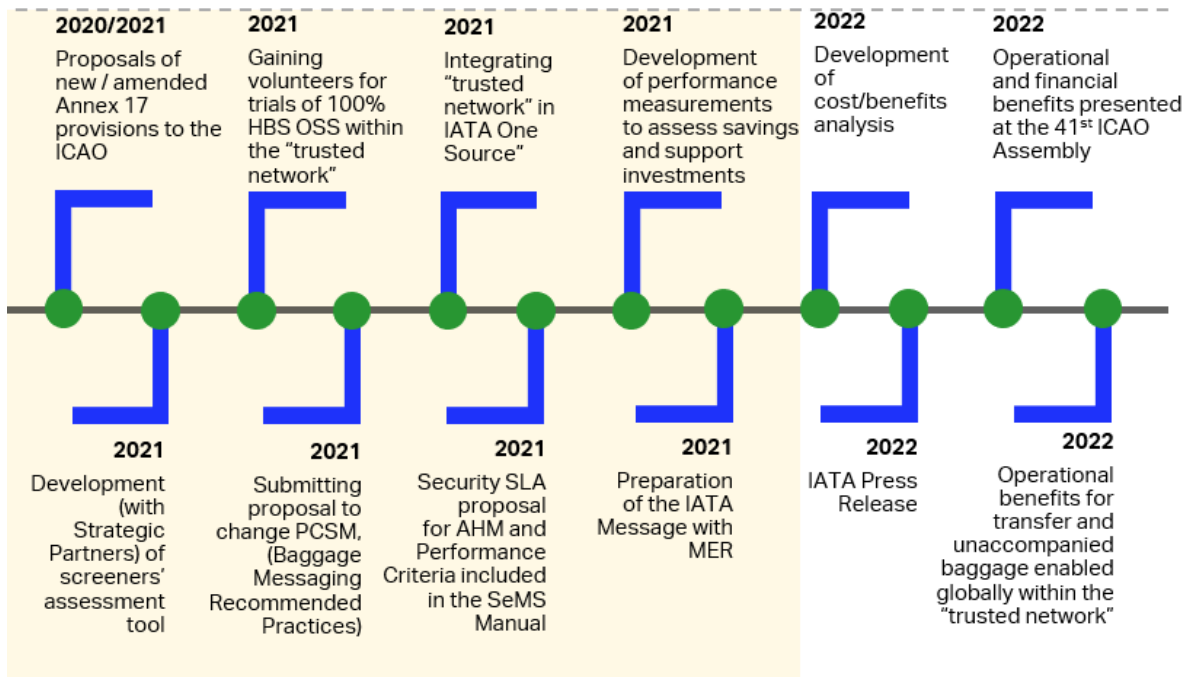 2020/2021
Proposals of
new / amended
Annex 17
provisions to the
ICAO
2021
Gaining
volunteers for
trials of 100%
HBS OSS within
the “trusted
network”
2021
Integrating
“trusted
network” in
IATA One
Source”
2021
Development
of performance
measurements
to assess savings
and support
investments
2022
Development
of
cost/benefits
analysis
2022
Operational
and financial
benefits presented
at the 41st ICAO
Assembly
2021
Development
(with
Strategic
Partners) of
screeners’
assessment
tool
2021
Submitting
proposal to
change PCSM,
(Baggage
Messaging
Recommended
Practices)
2021
Security SLA
proposal
for AHM and
Performance
Criteria included
in the SeMS
Manual
2021
Preparation
of the IATA
Message with
MER
2022
IATA Press
Release
2022
Operational
benefits for
transfer and
unaccompanied
baggage enabled
globally within the
“trusted network”